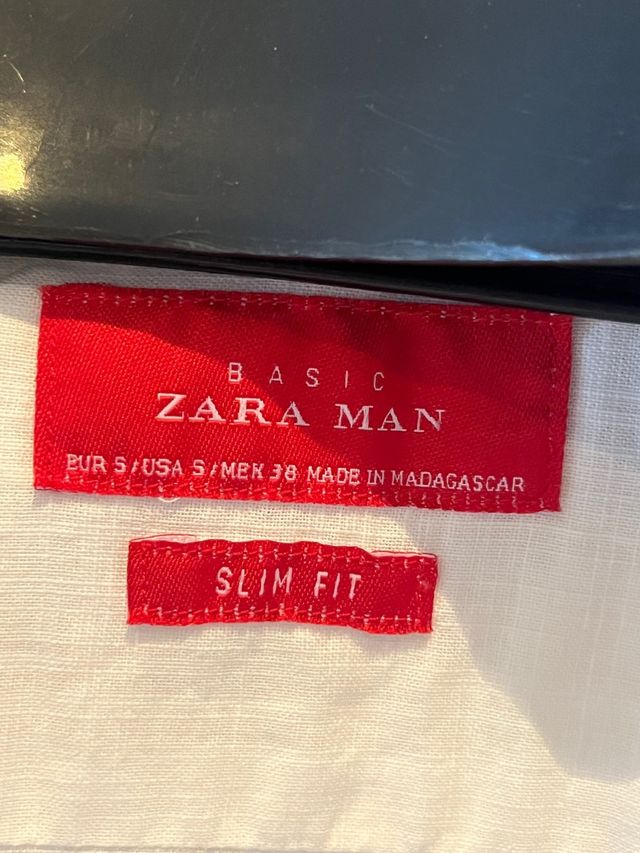 BASIC
ZARA MAN
EUR S/USA S/MEX 38 MADE IN MADAGASCAR
SLIM FIT